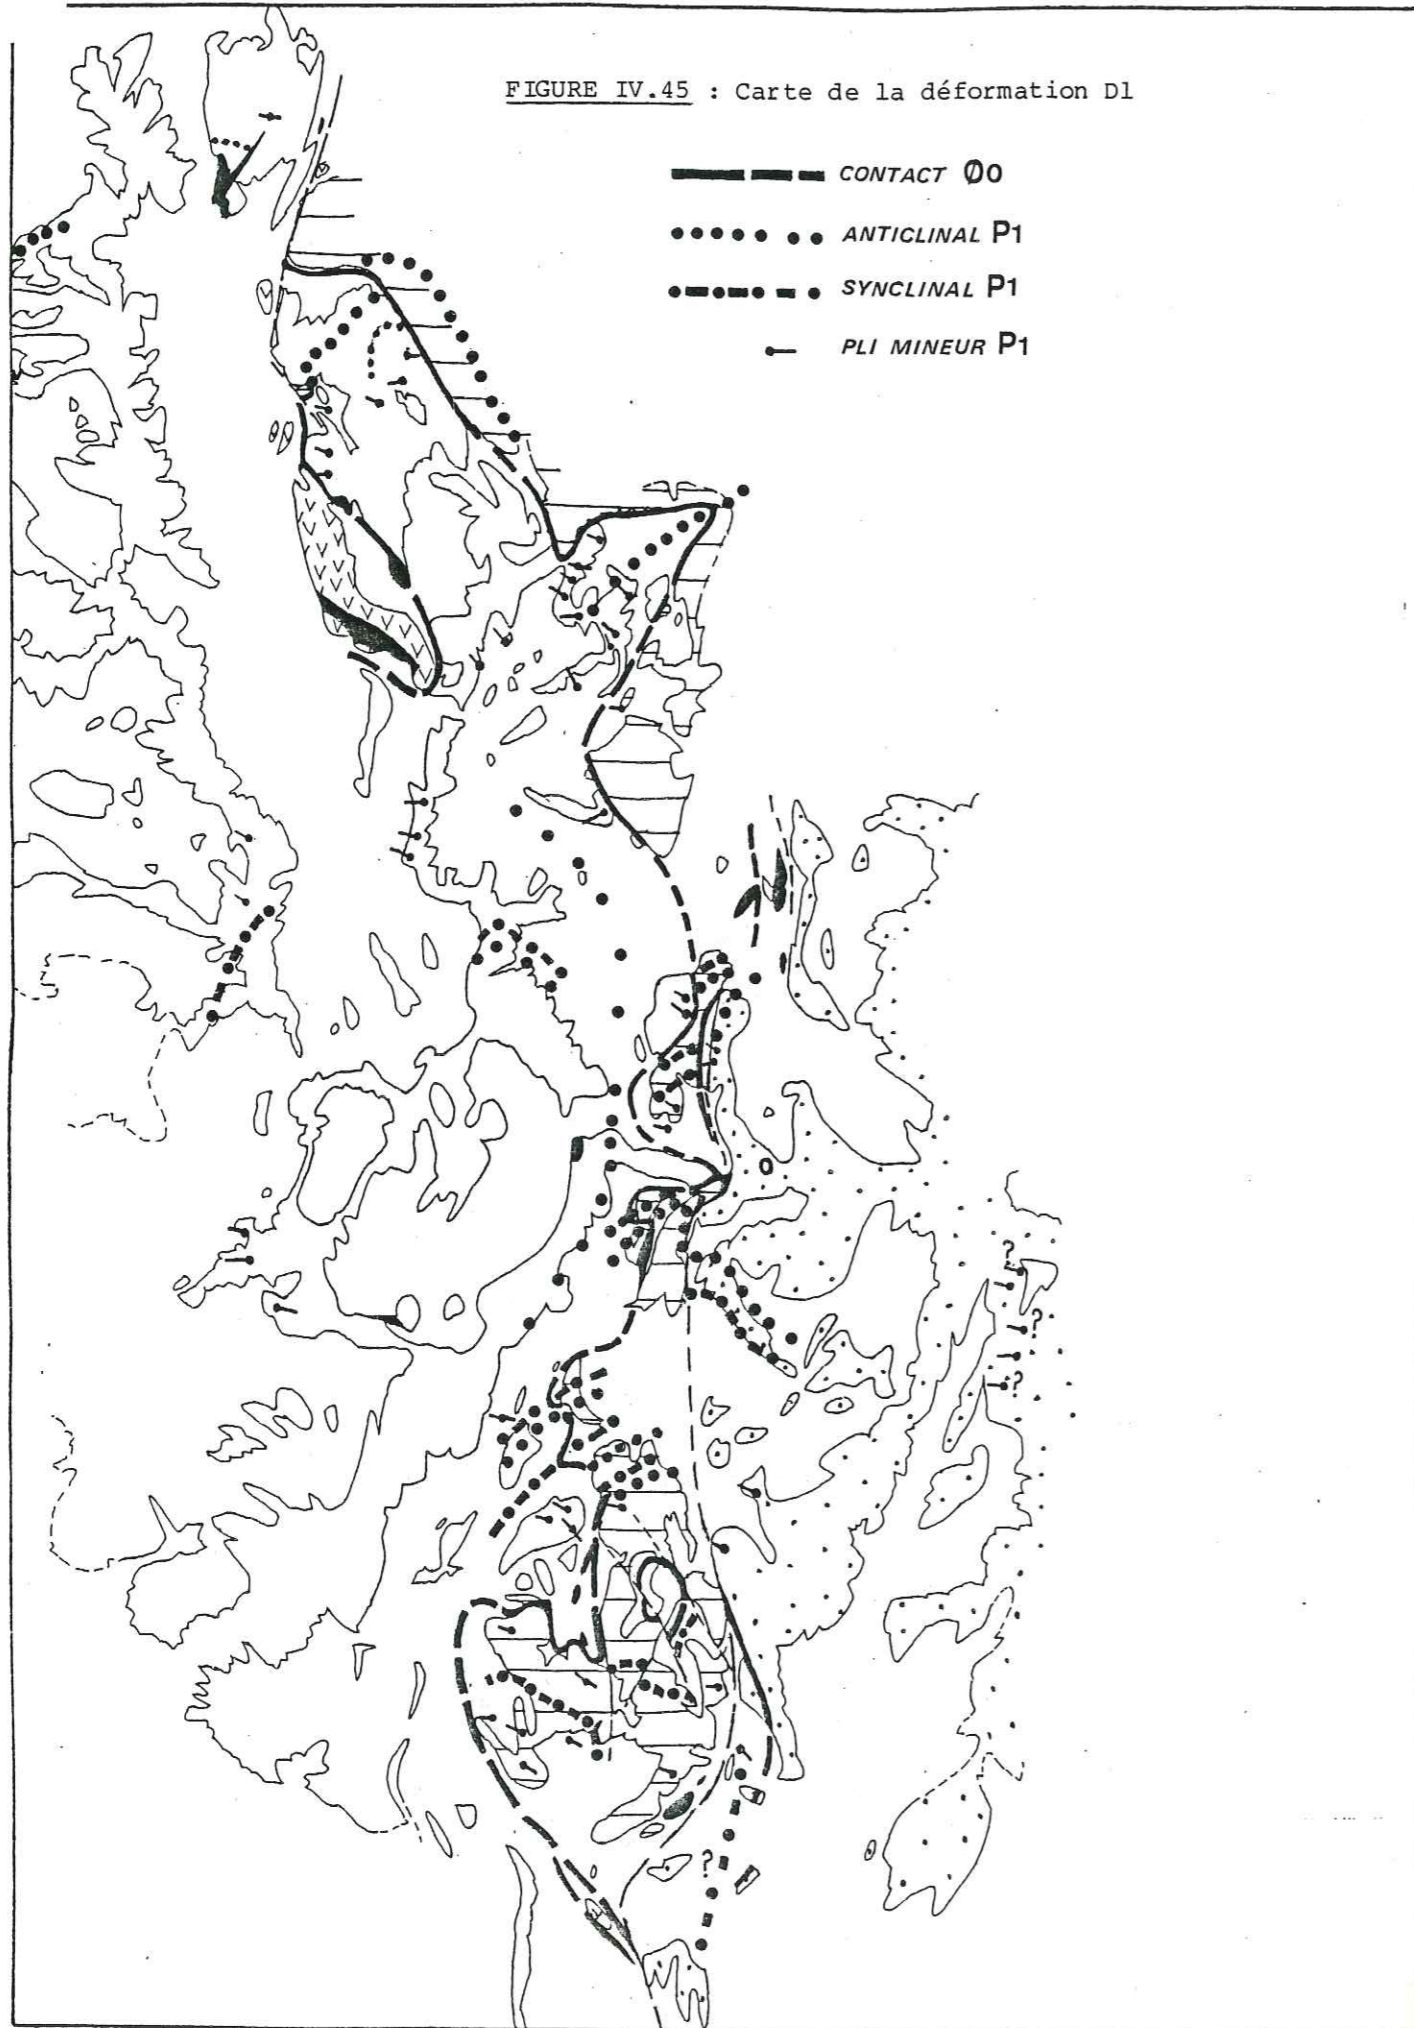 FIGURE IV.45 : Carte de la déformation D1
CONTACT Ø0
ANTICLINAL P1
SYNCLINAL P1
PLI MINEUR P1
?
?
?
?